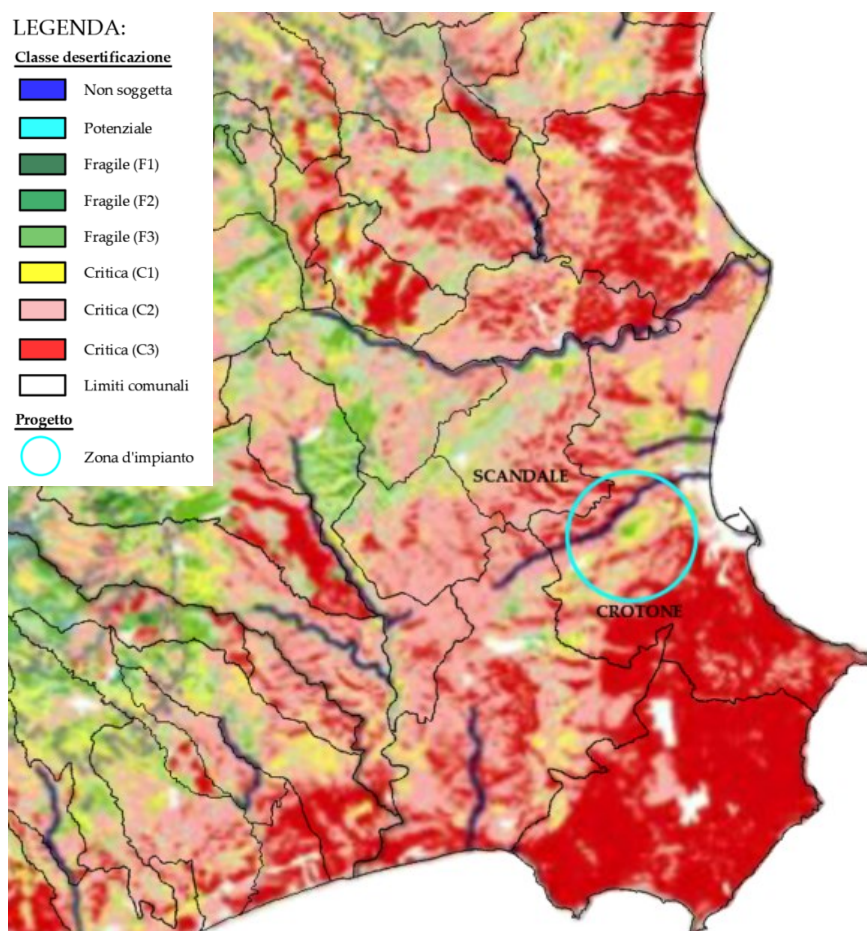 LEGENDA:
Classe desertificazione
Non soggetta
Potenziale
Fragile (F1)
Fragile (F2)
Fragile (F3)
Critica (C1)
Critica (C2)
Critica (C3)
Limiti comunali
Progetto
Zona d'impianto
SCANDALE
CROTONE